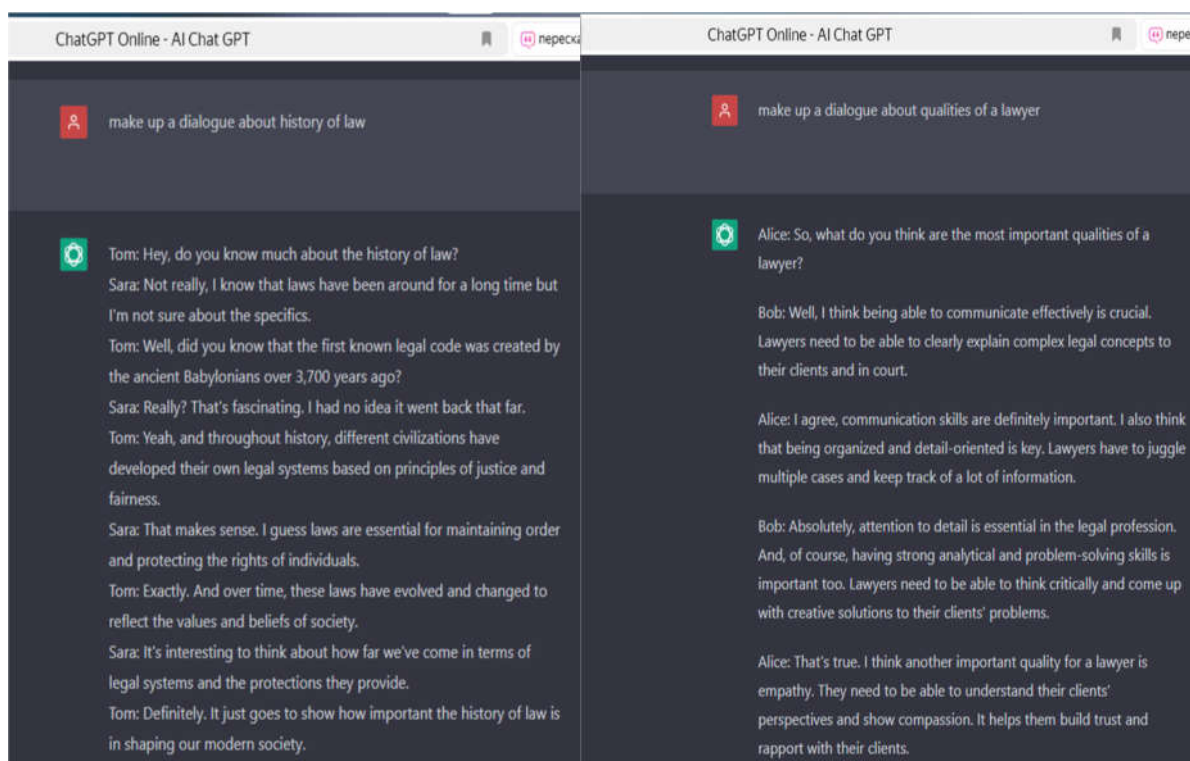 ChatGPT Online - AI Chat GPT
make up a dialogue about history of law
Tom: Hey, do you know much about the history of law?
Sara: Not really, I know that laws have been around for a long time but
I'm not sure about the specifics.
Tom: Well, did you know that the first known legal code was created by
the ancient Babylonians over 3,700 years ago?
Sara: Really? That's fascinating. I had no idea it went back that far.
Tom: Yeah, and throughout history, different civilizations have
developed their own legal systems based on principles of justice and
fairness.
Sara: That makes sense. I guess laws are essential for maintaining order
and protecting the rights of individuals.
Tom: Exactly. And over time, these laws have evolved and changed to
reflect the values and beliefs of society.
Sara: It's interesting to think about how far we've come in terms of
legal systems and the protections they provide.
Tom: Definitely. It just goes to show how important the history of law is
in shaping our modern society.
ChatGPT Online - AI Chat GPT
make up a dialogue about qualities of a lawyer
Alice: So, what do you think are the most important qualities of a
lawyer?
Bob: Well, I think being able to communicate effectively is crucial.
Lawyers need to be able to clearly explain complex legal concepts to
their clients and in court.
Alice: I agree, communication skills are definitely important. I also think
that being organized and detail-oriented is key. Lawyers have to juggle
multiple cases and keep track of a lot of information.
Bob: Absolutely, attention to detail is essential in the legal profession.
And, of course, having strong analytical and problem-solving skills is
important too. Lawyers need to be able to think critically and come up
with creative solutions to their clients' problems.
Alice: That's true. I think another important quality for a lawyer is
empathy. They need to be able to understand their clients'
perspectives and show compassion. It helps them build trust and
rapport with their clients.